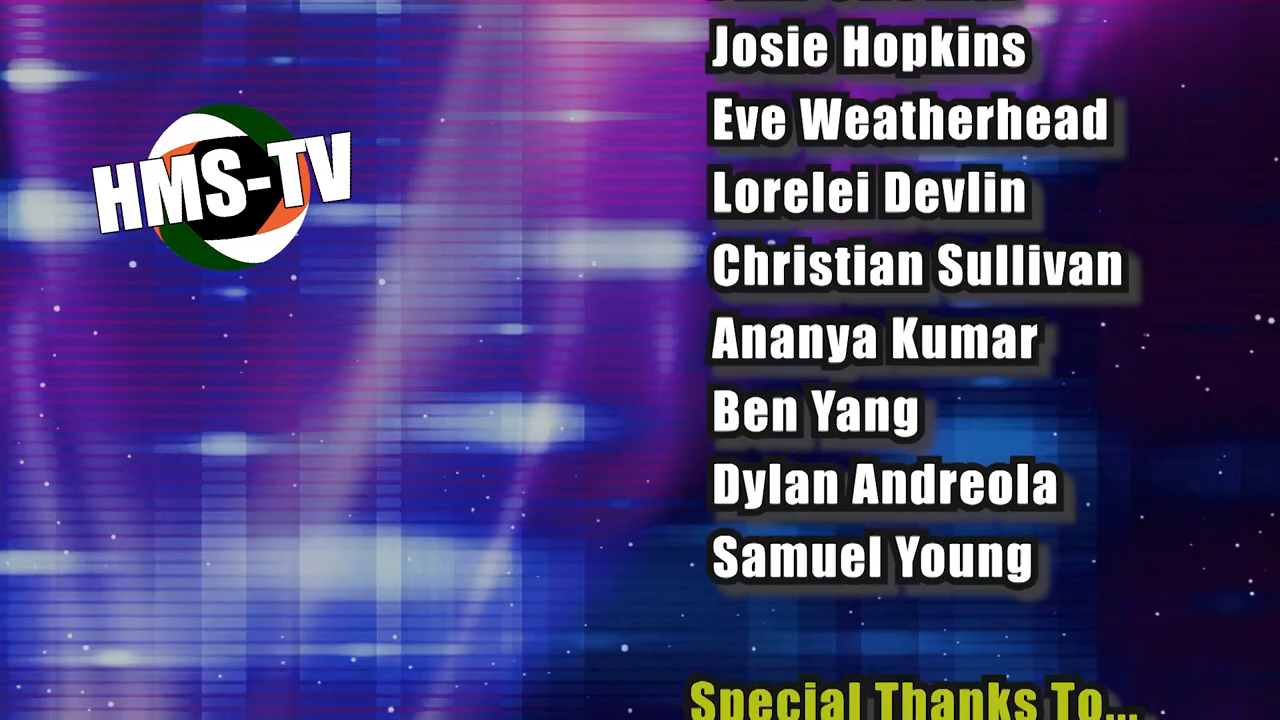 HMS-TV
Josie Hopkins
Eve Weatherhead
Lorelei Devlin
Christian Sullivan
Ananya Kumar
Ben Yang
Dylan Andreola
Samuel Young
Special Thanks To...